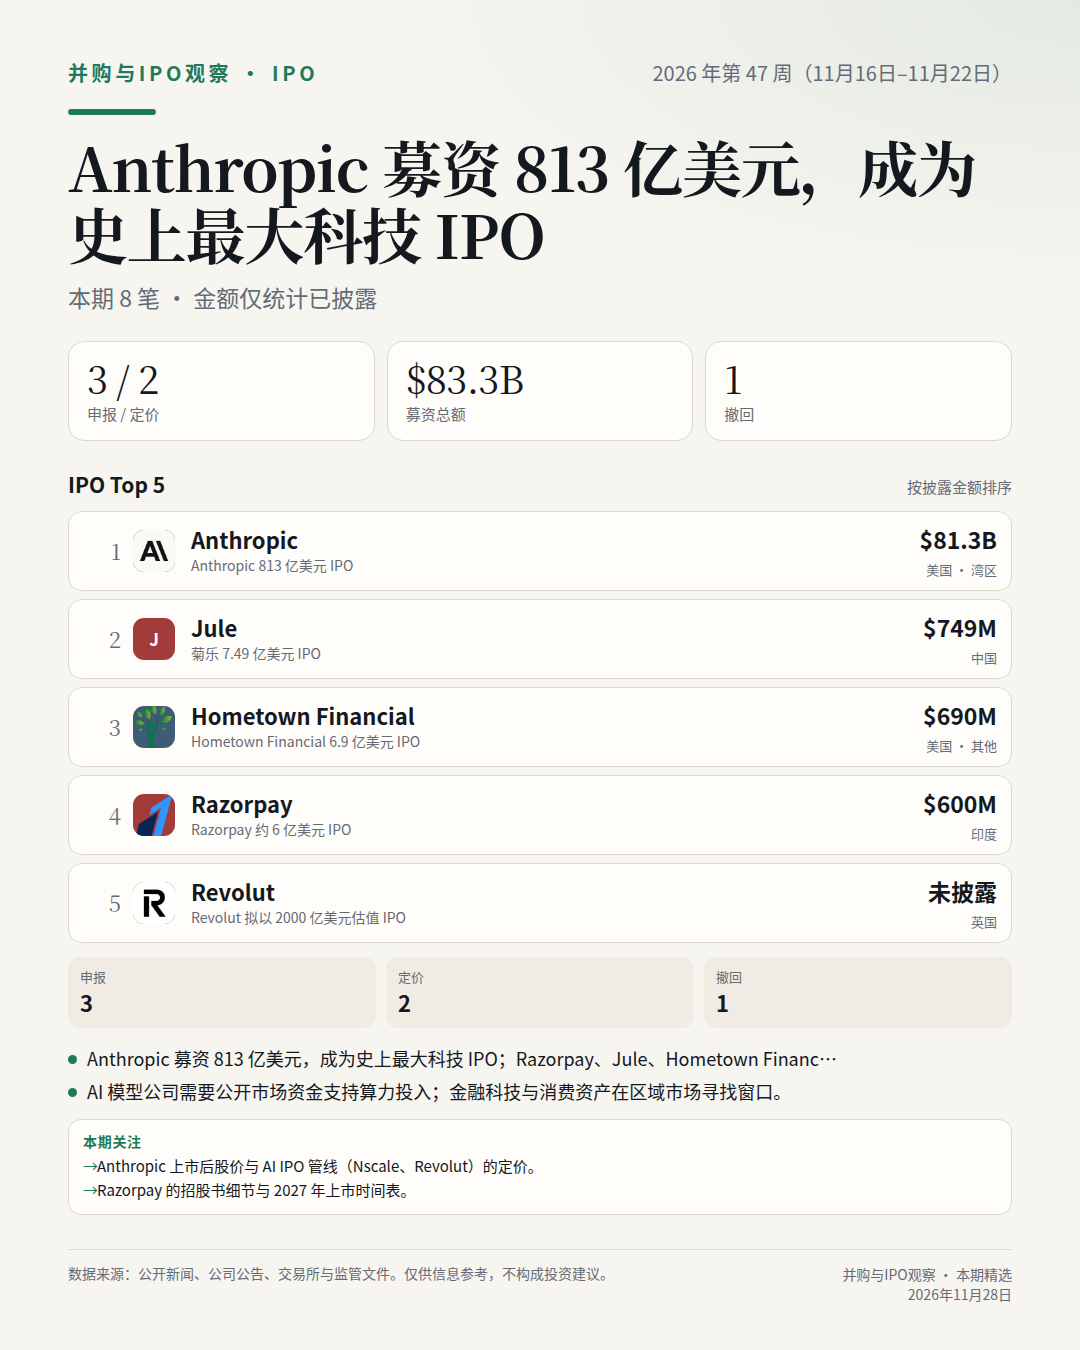 并购与IPO观察 • IPO
2026 年第 47 周（11月16日–11月22日）
Anthropic 募资 813 亿美元，成为
史上最大科技 IPO
本期 8 笔 • 金额仅统计已披露
3 / 2
申报 / 定价
$83.3B
募资总额
1
撤回
IPO Top 5
按披露金额排序
1
Anthropic
Anthropic 813 亿美元 IPO
$81.3B
美国 • 湾区
2
J
Jule
菊乐 7.49 亿美元 IPO
$749M
中国
3
Hometown Financial
Hometown Financial 6.9 亿美元 IPO
$690M
美国 • 其他
4
Razorpay
Razorpay 约 6 亿美元 IPO
$600M
印度
5
R
Revolut
Revolut 拟以 2000 亿美元估值 IPO
未披露
英国
申报
3
定价
2
撤回
1
Anthropic 募资 813 亿美元，成为史上最大科技 IPO；Razorpay、Jule、Hometown Financ…
AI 模型公司需要公开市场资金支持算力投入；金融科技与消费资产在区域市场寻找窗口。
本期关注
→Anthropic 上市后股价与 AI IPO 管线（Nscale、Revolut）的定价。
→Razorpay 的招股书细节与 2027 年上市时间表。
数据来源：公开新闻、公司公告、交易所与监管文件。仅供信息参考，不构成投资建议。
并购与IPO观察 • 本期精选
2026年11月28日